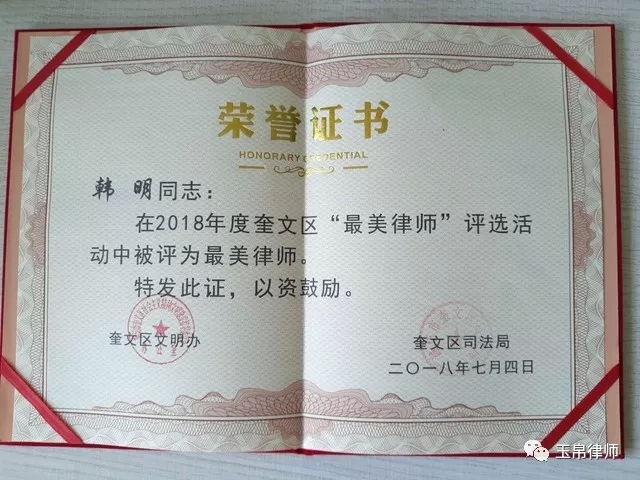 荣誉证书
HONORARY CREDENTIAL
韩 明同志：
在2018年度奎文区“最美律师”评选活
动中被评为最美律师。
特发此证，以资鼓励。
奎文区文明办
奎文区司法局
二〇一八年七月四日
玉帛律师